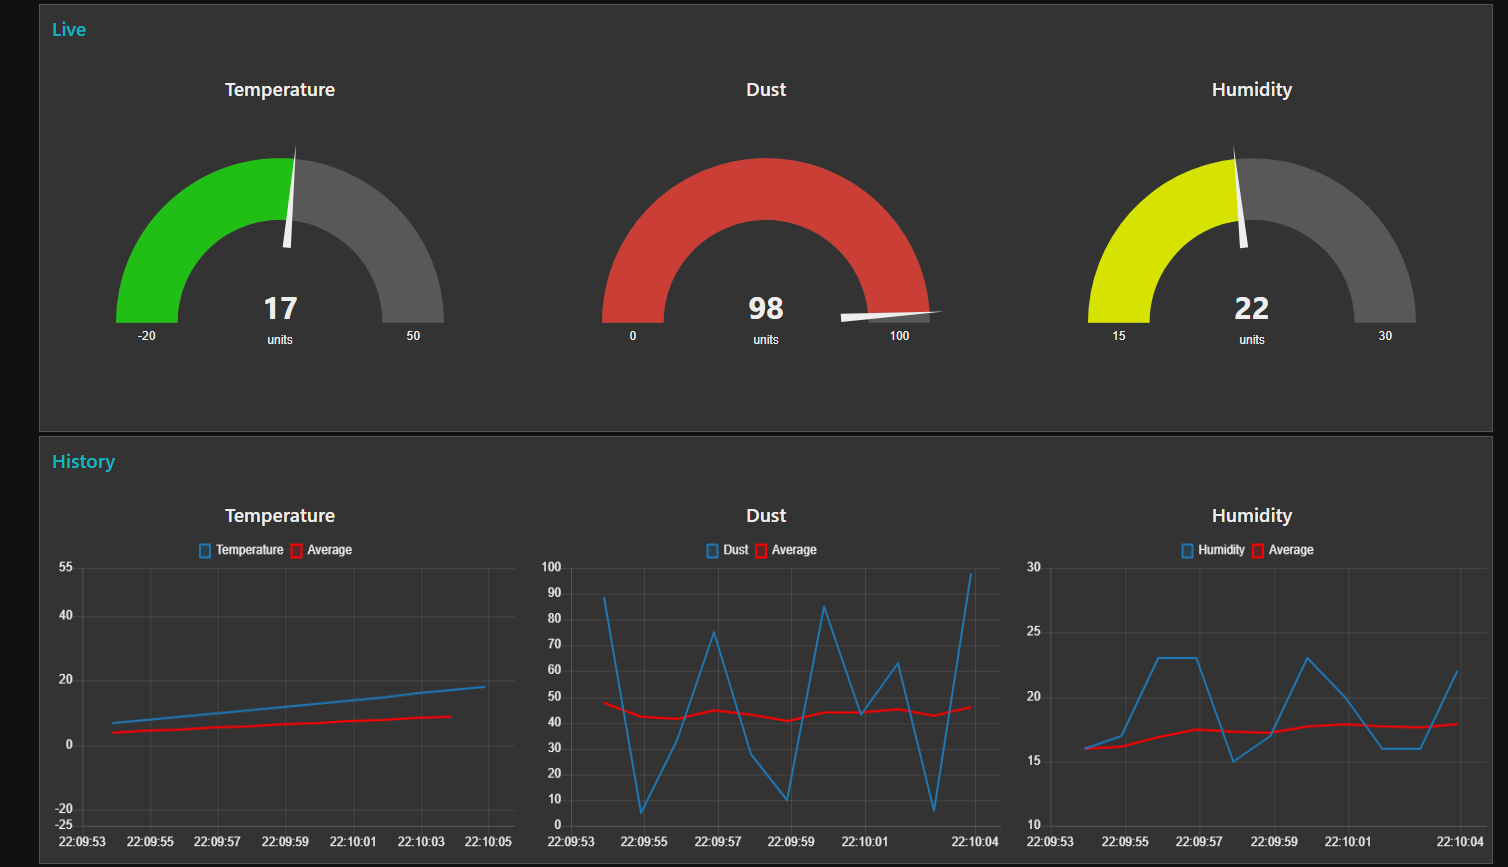 Live
Temperature Dust Humidity
17 98 22
-20 units 50 0 units 100 15 units 30
History
Temperature Dust Humidity
Temperature Average Dust Average Humidity Average
55
40
20
0
-20
-25
22:09:53 22:09:55 22:09:57 22:09:59 22:10:01 22:10:03 22:10:05
100
90
80
70
60
50
40
30
20
10
0
22:09:53 22:09:55 22:09:57 22:09:59 22:10:01 22:10:04
30
25
20
15
10
22:09:53 22:09:55 22:09:57 22:09:59 22:10:01 22:10:04